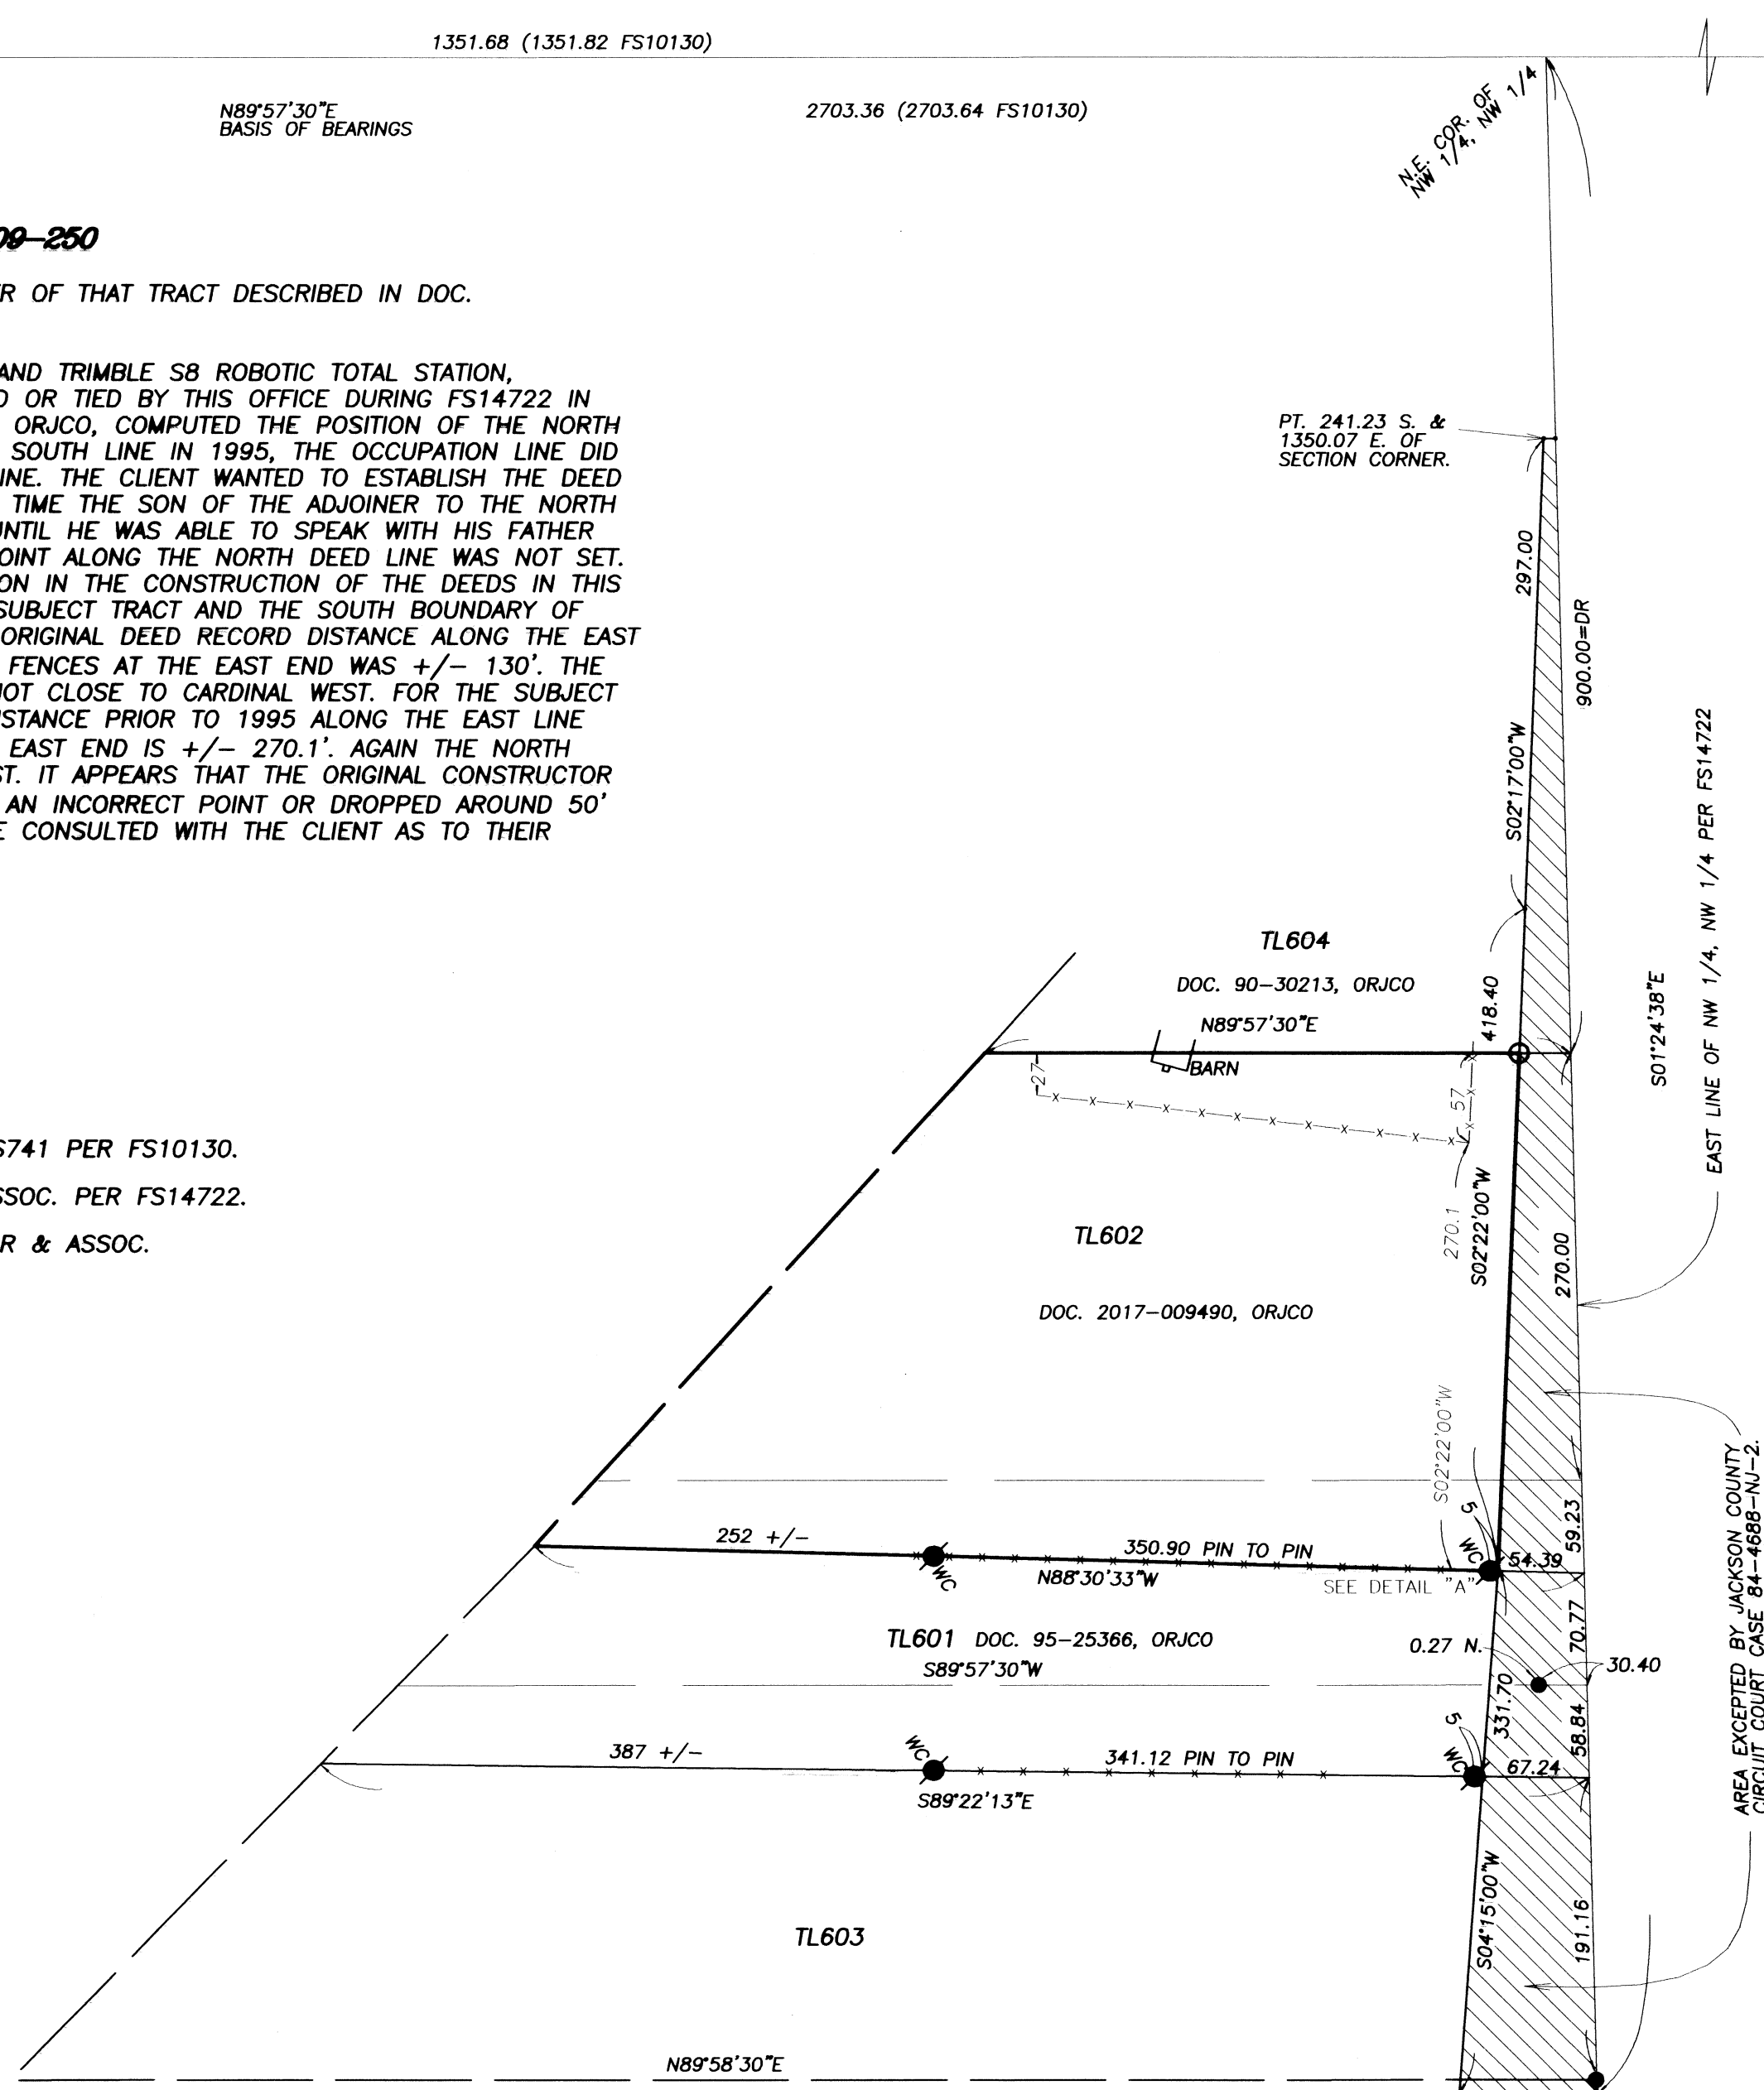 1351.68 (1351.82 FS10130)
N89°57'30"E
BASIS OF BEARINGS
2703.36 (2703.64 FS10130)
N.E. COR. OF
NW 1/4, NW 1/4
09-250
R OF THAT TRACT DESCRIBED IN DOC.
AND TRIMBLE S8 ROBOTIC TOTAL STATION,
D OR TIED BY THIS OFFICE DURING FS14722 IN
ORJCO, COMPUTED THE POSITION OF THE NORTH
SOUTH LINE IN 1995, THE OCCUPATION LINE DID
INE. THE CLIENT WANTED TO ESTABLISH THE DEED
TIME THE SON OF THE ADJOINER TO THE NORTH
UNTIL HE WAS ABLE TO SPEAK WITH HIS FATHER
OINT ALONG THE NORTH DEED LINE WAS NOT SET.
ON IN THE CONSTRUCTION OF THE DEEDS IN THIS
SUBJECT TRACT AND THE SOUTH BOUNDARY OF
ORIGINAL DEED RECORD DISTANCE ALONG THE EAST
FENCES AT THE EAST END WAS +/- 130'. THE
NOT CLOSE TO CARDINAL WEST. FOR THE SUBJECT
ISTANCE PRIOR TO 1995 ALONG THE EAST LINE
EAST END IS +/- 270.1'. AGAIN THE NORTH
ST. IT APPEARS THAT THE ORIGINAL CONSTRUCTOR
AN INCORRECT POINT OR DROPPED AROUND 50'
E CONSULTED WITH THE CLIENT AS TO THEIR
PT. 241.23 S. &
1350.07 E. OF
SECTION CORNER.
297.00
900.00=DR
S02°17'00"W
EAST LINE OF NW 1/4, NW 1/4 PER FS14722
S01°24'38"E
TL604
DOC. 90-30213, ORJCO
N89°57'30"E
418.40
BARN
27
57
S741 PER FS10130.
SSOC. PER FS14722.
R & ASSOC.
270.1
S02°22'00"W
270.00
TL602
DOC. 2017-009490, ORJCO
S02°22'00"W
252 +/-
350.90 PIN TO PIN
WC
N88°30'33"W
SEE DETAIL "A"
5
WC
54.39
59.23
TL601 DOC. 95-25366, ORJCO
S89°57'30"W
0.27 N.
70.77
30.40
331.70
58.84
387 +/-
WC
341.12 PIN TO PIN
S89°22'13"E
5
WC
67.24
AREA EXCEPTED BY JACKSON COUNTY
CIRCUIT COURT CASE 84-4688-NJ-2.
TL603
S04°15'00"W
191.16
N89°58'30"E